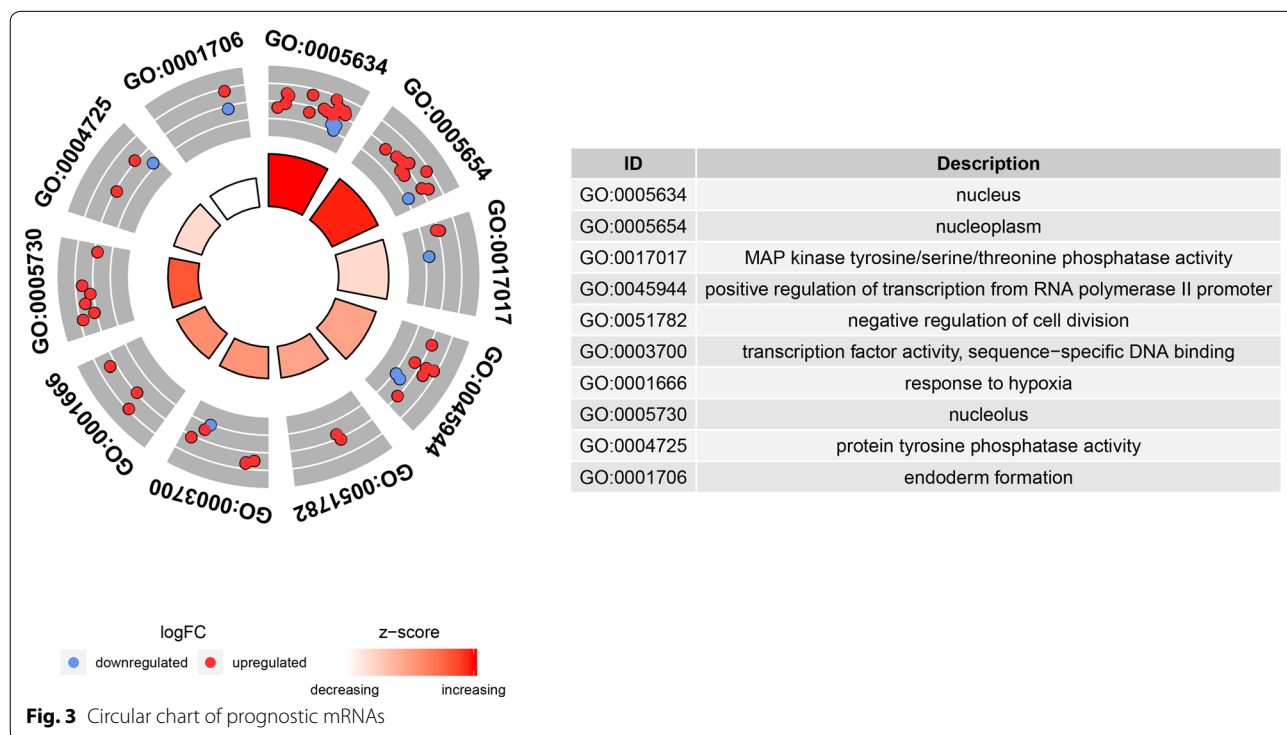 GO:0001706
GO:0005634
GO:0005654
GO:0017017
GO:0045944
GO:0051782
GO:0003700
GO:0001666
GO:0005730
GO:0004725
ID Description
GO:0005634 nucleus
GO:0005654 nucleoplasm
GO:0017017 MAP kinase tyrosine/serine/threonine phosphatase activity
GO:0045944 positive regulation of transcription from RNA polymerase II promoter
GO:0051782 negative regulation of cell division
GO:0003700 transcription factor activity, sequence−specific DNA binding
GO:0001666 response to hypoxia
GO:0005730 nucleolus
GO:0004725 protein tyrosine phosphatase activity
GO:0001706 endoderm formation
logFC
downregulated upregulated
z−score
decreasing increasing
Fig. 3 Circular chart of prognostic mRNAs